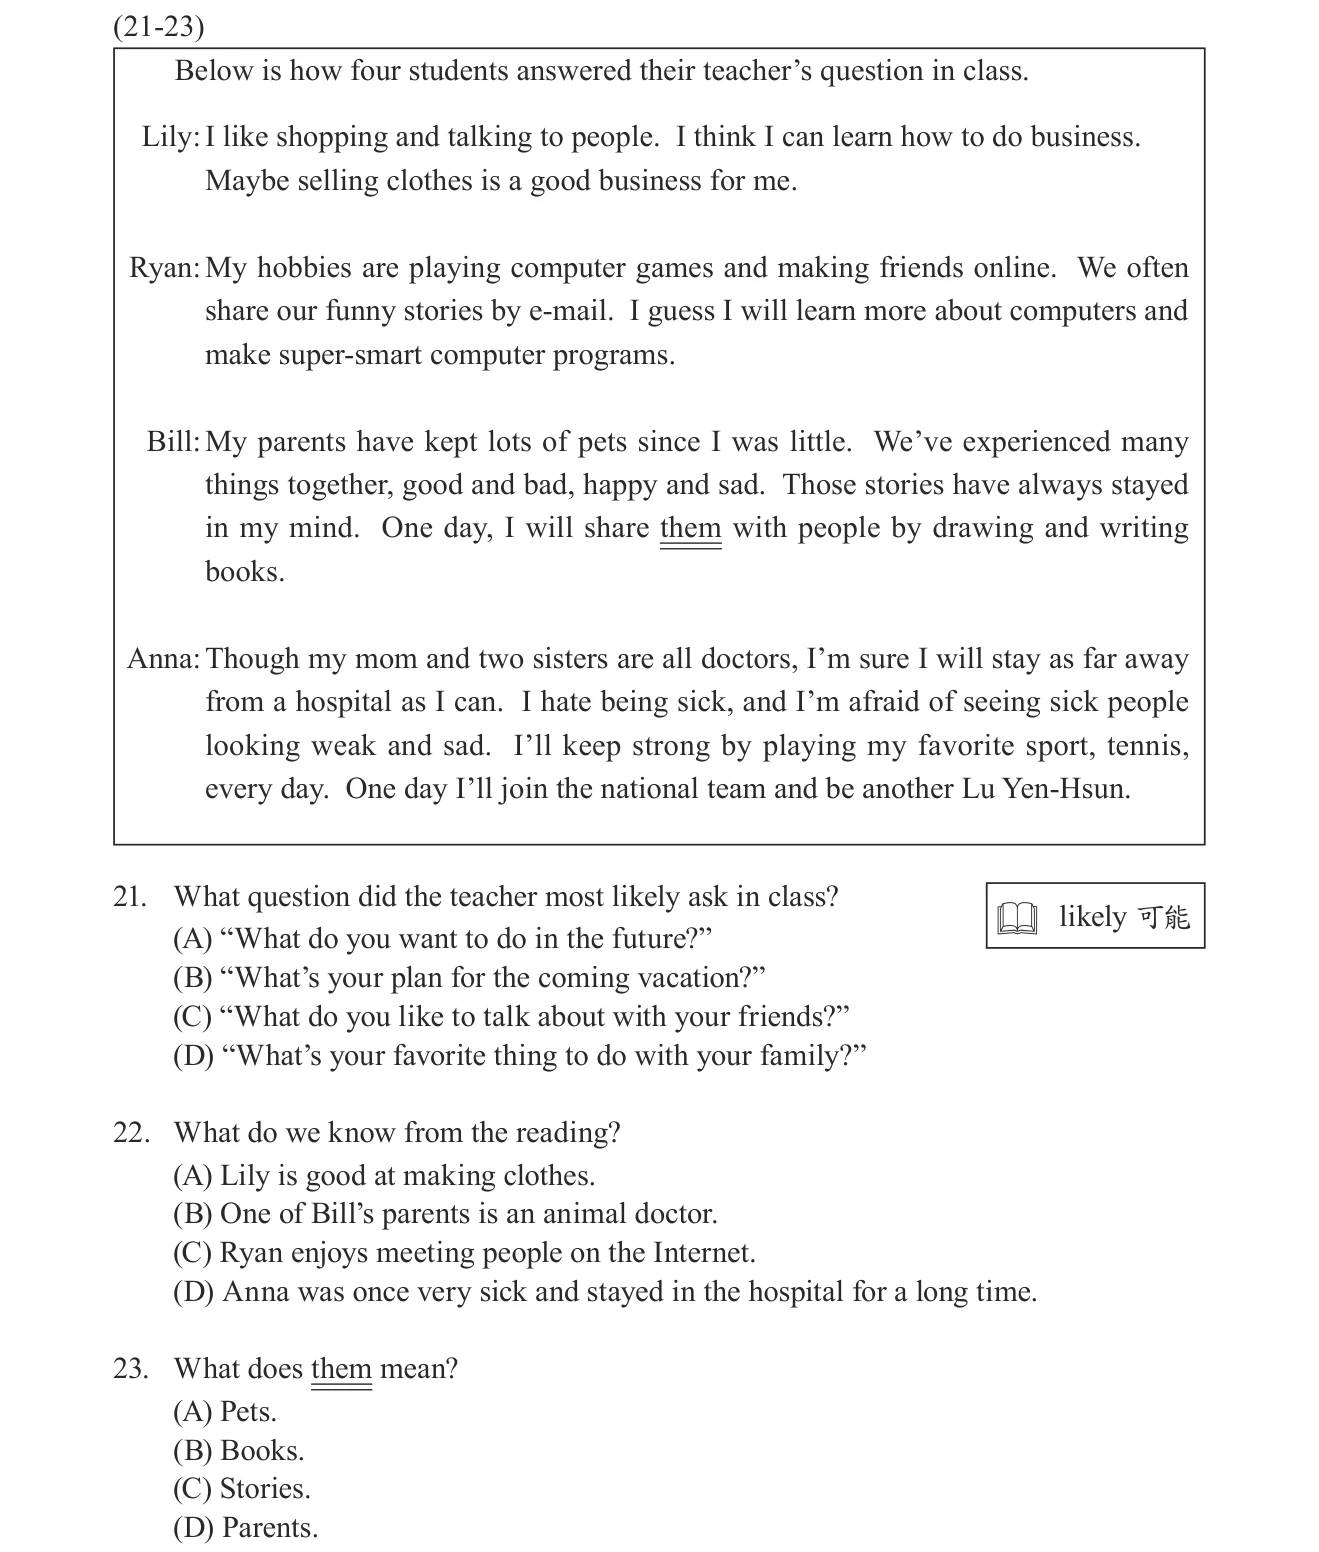 (21-23)
Below is how four students answered their teacher’s question in class.
Lily: I like shopping and talking to people. I think I can learn how to do business.
Maybe selling clothes is a good business for me.
Ryan: My hobbies are playing computer games and making friends online. We often
share our funny stories by e-mail. I guess I will learn more about computers and
make super-smart computer programs.
Bill: My parents have kept lots of pets since I was little. We’ve experienced many
things together, good and bad, happy and sad. Those stories have always stayed
in my mind. One day, I will share them with people by drawing and writing
books.
Anna: Though my mom and two sisters are all doctors, I’m sure I will stay as far away
from a hospital as I can. I hate being sick, and I’m afraid of seeing sick people
looking weak and sad. I’ll keep strong by playing my favorite sport, tennis,
every day. One day I’ll join the national team and be another Lu Yen-Hsun.
21. What question did the teacher most likely ask in class?
likely 可能
(A) “What do you want to do in the future?”
(B) “What’s your plan for the coming vacation?”
(C) “What do you like to talk about with your friends?”
(D) “What’s your favorite thing to do with your family?”
22. What do we know from the reading?
(A) Lily is good at making clothes.
(B) One of Bill’s parents is an animal doctor.
(C) Ryan enjoys meeting people on the Internet.
(D) Anna was once very sick and stayed in the hospital for a long time.
23. What does them mean?
(A) Pets.
(B) Books.
(C) Stories.
(D) Parents.